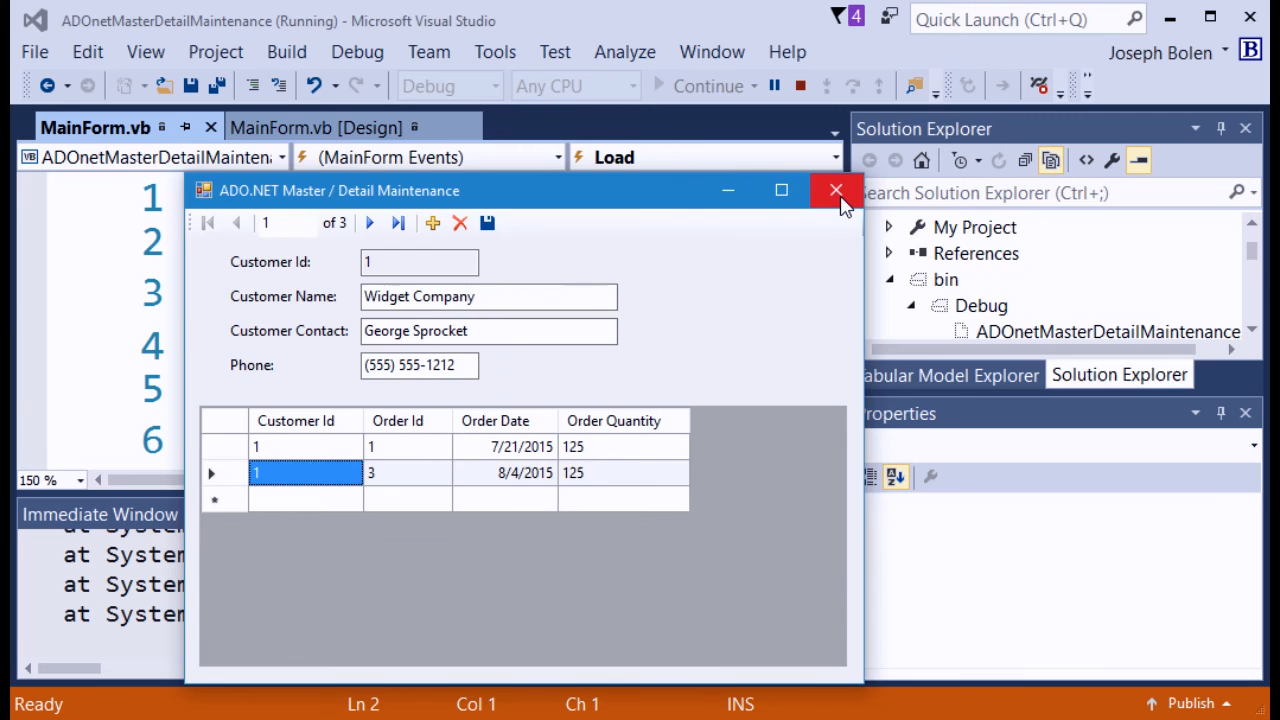 ADOnetMasterDetailMaintenance (Running) - Microsoft Visual Studio
4
Quick Launch (Ctrl+Q)
File Edit View Project Build Debug Team Tools Test Analyze Window Help
Joseph Bolen
B
Debug Any CPU Continue
MainForm.vb
MainForm.vb [Design]
VB ADOnetMasterDetailMainten
(MainForm Events)
Load
1
2
3
4
5
6
150 %
Immediate Window
at System
at System
at System
at System
ADO.NET Master / Detail Maintenance
1 of 3
Customer Id: 1
Customer Name: Widget Company
Customer Contact: George Sprocket
Phone: (555) 555-1212
Customer Id Order Id Order Date Order Quantity
1 1 7/21/2015 125
1 3 8/4/2015 125
*
Solution Explorer
Search Solution Explorer (Ctrl+;)
My Project
References
bin
Debug
ADOnetMasterDetailMaintenance
abular Model Explorer
Solution Explorer
Properties
Ready Ln 2 Col 1 Ch 1 INS Publish